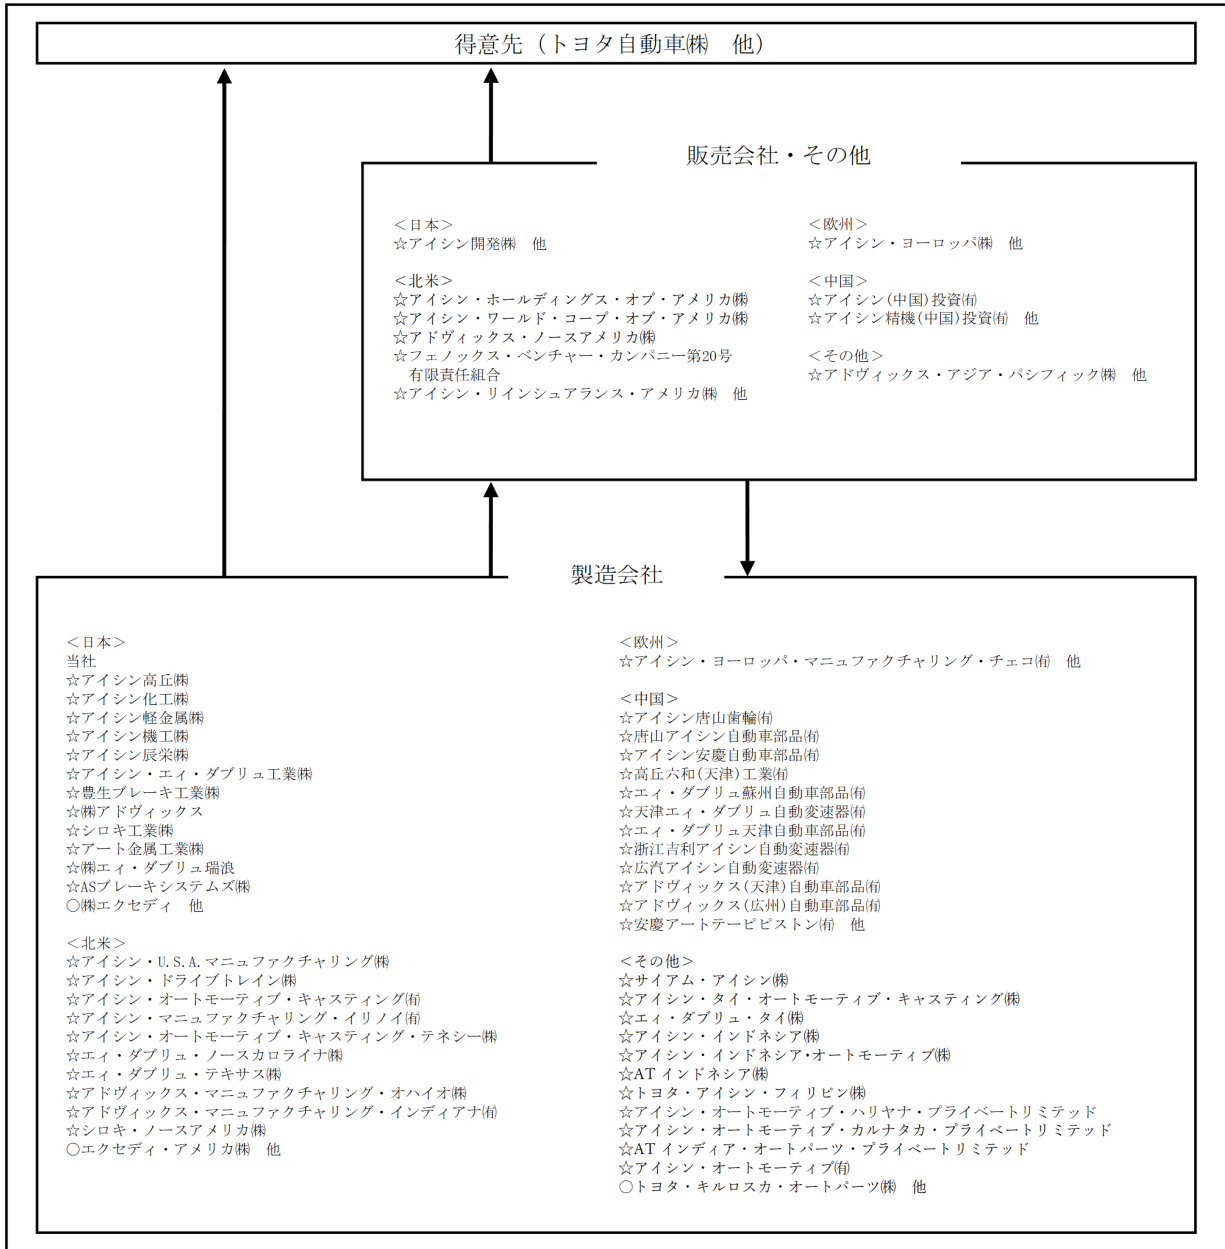 得意先（トヨタ自動車㈱　他）
販売会社・その他
＜日本＞
☆アイシン開発㈱　他
＜北米＞
☆アイシン・ホールディングス・オブ・アメリカ㈱
☆アイシン・ワールド・コープ・オブ・アメリカ㈱
☆アドヴィックス・ノースアメリカ㈱
☆フェノックス・ベンチャー・カンパニー第20号
有限責任組合
☆アイシン・リインシュアランス・アメリカ㈱　他
＜欧州＞
☆アイシン・ヨーロッパ㈱　他
＜中国＞
☆アイシン(中国)投資㈲
☆アイシン精機(中国)投資㈲　他
＜その他＞
☆アドヴィックス・アジア・パシフィック㈱　他
製造会社
＜日本＞
当社
☆アイシン高丘㈱
☆アイシン化工㈱
☆アイシン軽金属㈱
☆アイシン機工㈱
☆アイシン辰栄㈱
☆アイシン・エィ・ダブリュ工業㈱
☆豊生ブレーキ工業㈱
☆㈱アドヴィックス
☆シロキ工業㈱
☆アート金属工業㈱
☆㈱エィ・ダブリュ瑞浪
☆ASブレーキシステムズ㈱
○㈱エクセディ　他
＜北米＞
☆アイシン・U.S.A.マニュファクチャリング㈱
☆アイシン・ドライブトレイン㈱
☆アイシン・オートモーティブ・キャスティング㈲
☆アイシン・マニュファクチャリング・イリノイ㈲
☆アイシン・オートモーティブ・キャスティング・テネシー㈱
☆エィ・ダブリュ・ノースカロライナ㈱
☆エィ・ダブリュ・テキサス㈱
☆アドヴィックス・マニュファクチャリング・オハイオ㈱
☆アドヴィックス・マニュファクチャリング・インディアナ㈲
☆シロキ・ノースアメリカ㈱
○エクセディ・アメリカ㈱　他
＜欧州＞
☆アイシン・ヨーロッパ・マニュファクチャリング・チェコ㈲　他
＜中国＞
☆アイシン唐山歯輪㈲
☆唐山アイシン自動車部品㈲
☆アイシン安慶自動車部品㈲
☆高丘六和(天津)工業㈲
☆エィ・ダブリュ蘇州自動車部品㈲
☆天津エィ・ダブリュ自動変速器㈲
☆エィ・ダブリュ天津自動車部品㈲
☆浙江吉利アイシン自動変速器㈲
☆広汽アイシン自動変速器㈲
☆アドヴィックス(天津)自動車部品㈲
☆アドヴィックス(広州)自動車部品㈲
☆安慶アートテーピピストン㈲　他
＜その他＞
☆サイアム・アイシン㈱
☆アイシン・タイ・オートモーティブ・キャスティング㈱
☆エィ・ダブリュ・タイ㈱
☆アイシン・インドネシア㈱
☆アイシン・インドネシア・オートモーティブ㈱
☆AT インドネシア㈱
☆トヨタ・アイシン・フィリピン㈱
☆アイシン・オートモーティブ・ハリヤナ・プライベートリミテッド
☆アイシン・オートモーティブ・カルナタカ・プライベートリミテッド
☆AT インディア・オートパーツ・プライベートリミテッド
☆アイシン・オートモーティブ㈲
○トヨタ・キルロスカ・オートパーツ㈱　他